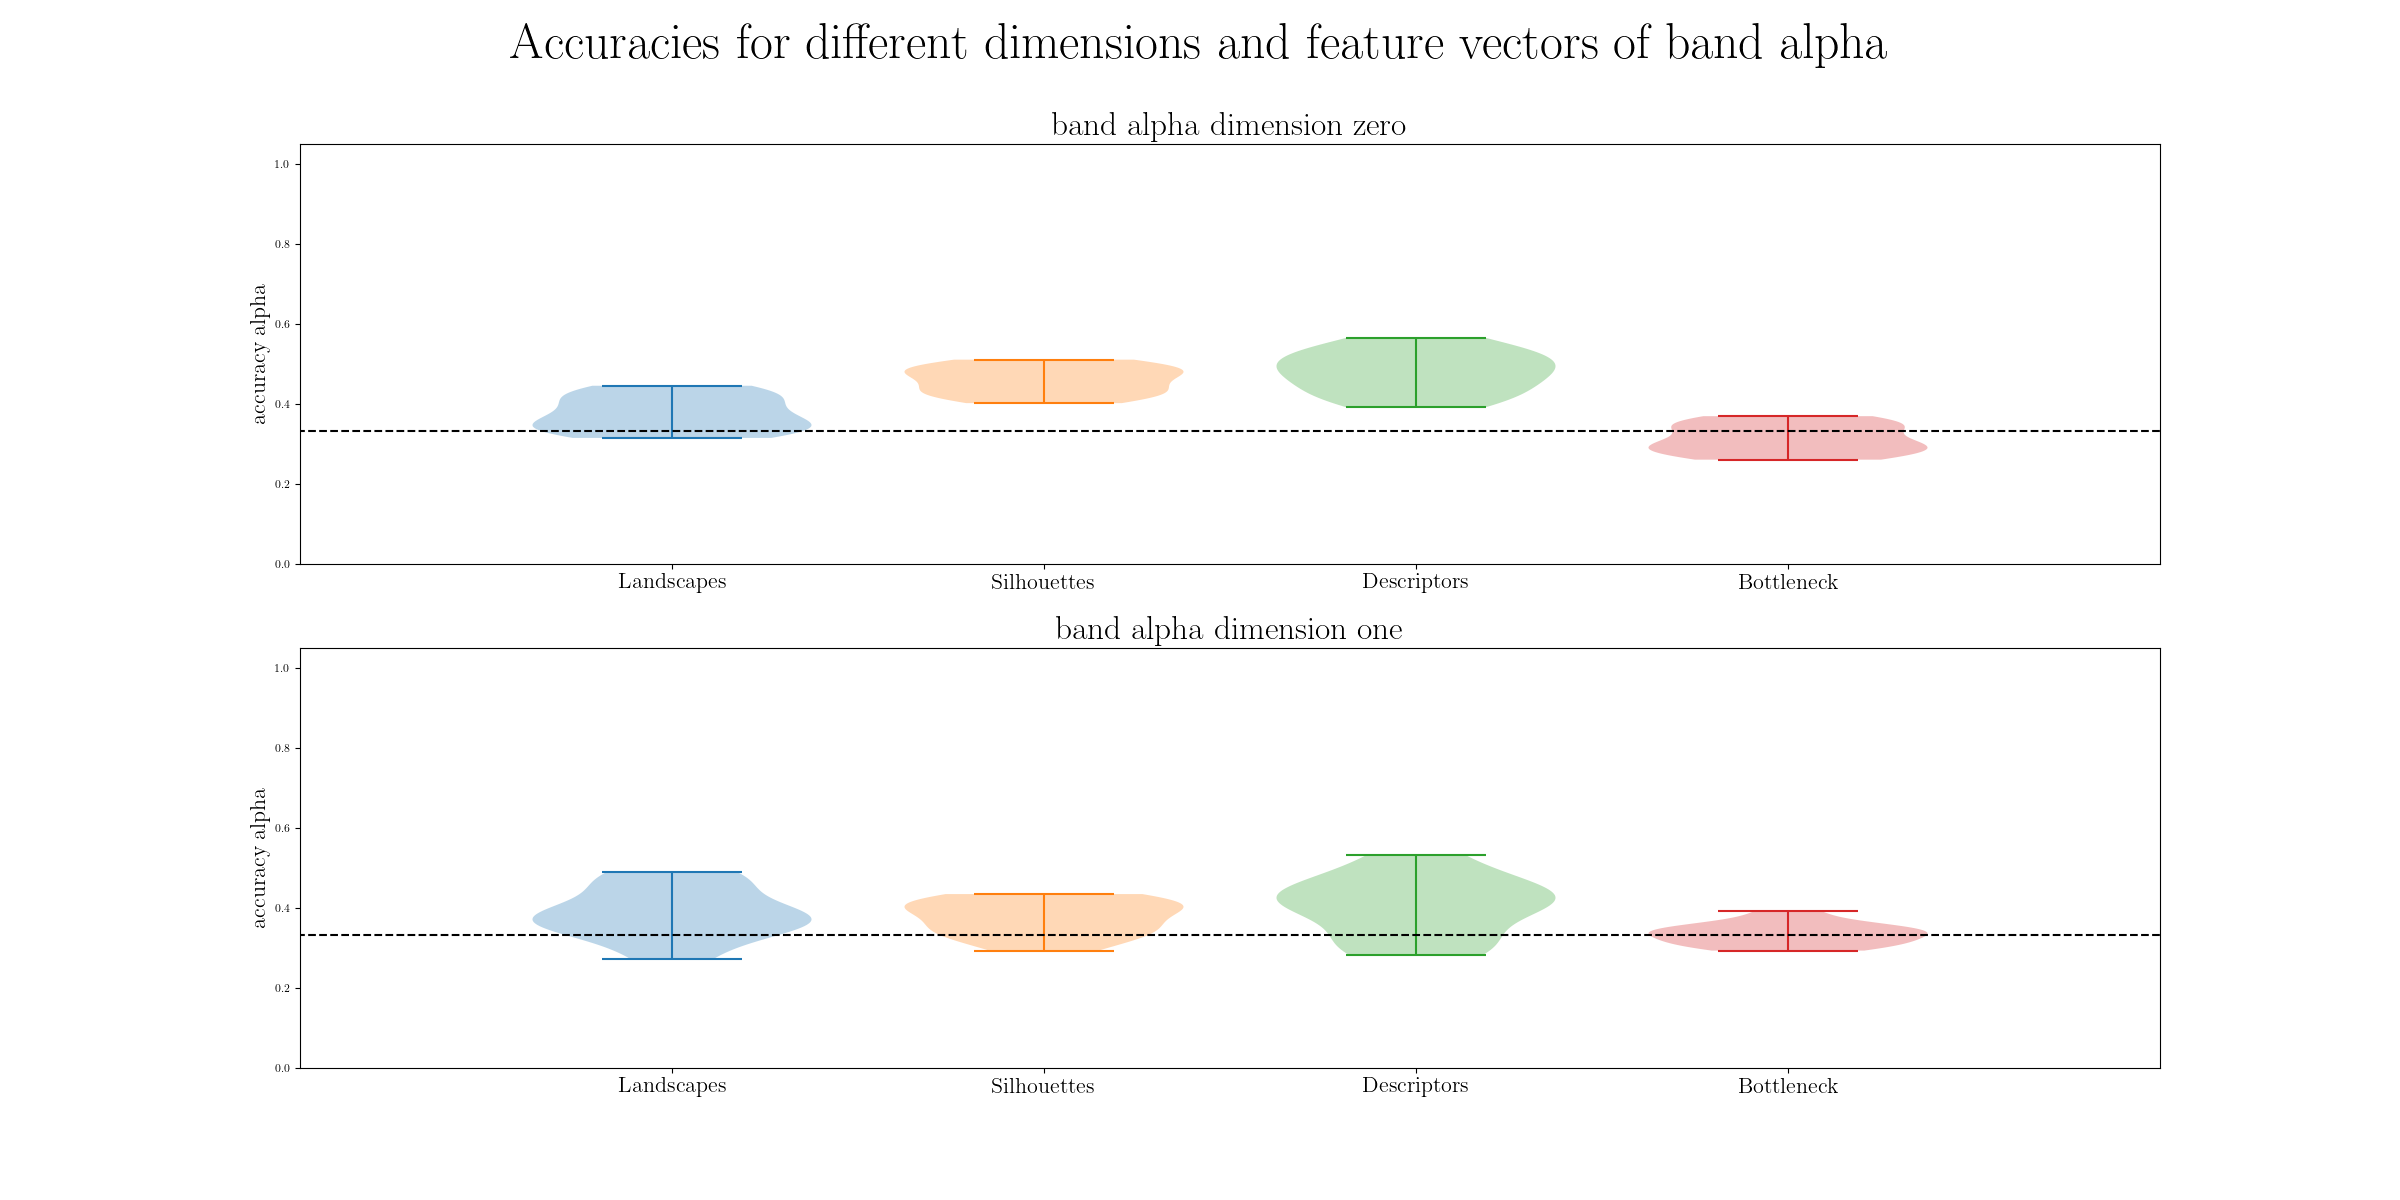 Accuracies for different dimensions and feature vectors of band alpha
band alpha dimension zero
accuracy alpha
1.0
0.8
0.6
0.4
0.2
0.0
Landscapes Silhouettes Descriptors Bottleneck
band alpha dimension one
accuracy alpha
1.0
0.8
0.6
0.4
0.2
0.0
Landscapes Silhouettes Descriptors Bottleneck